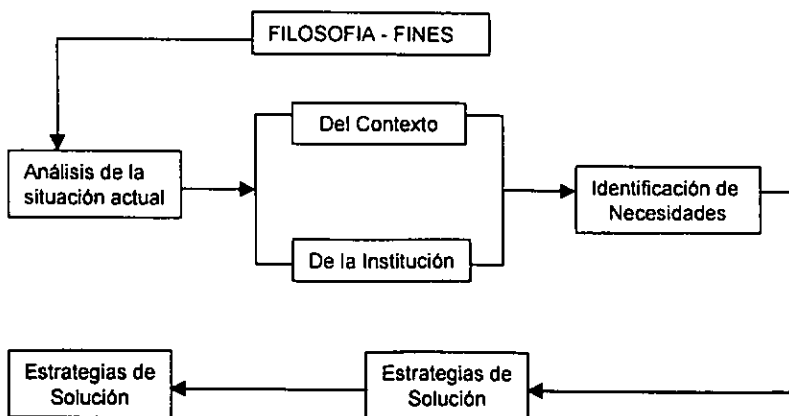 FILOSOFIA - FINES
Del Contexto
Análisis de la
situación actual
Identificación de
Necesidades
De la Institución
Estrategias de
Solución
Estrategias de
Solución